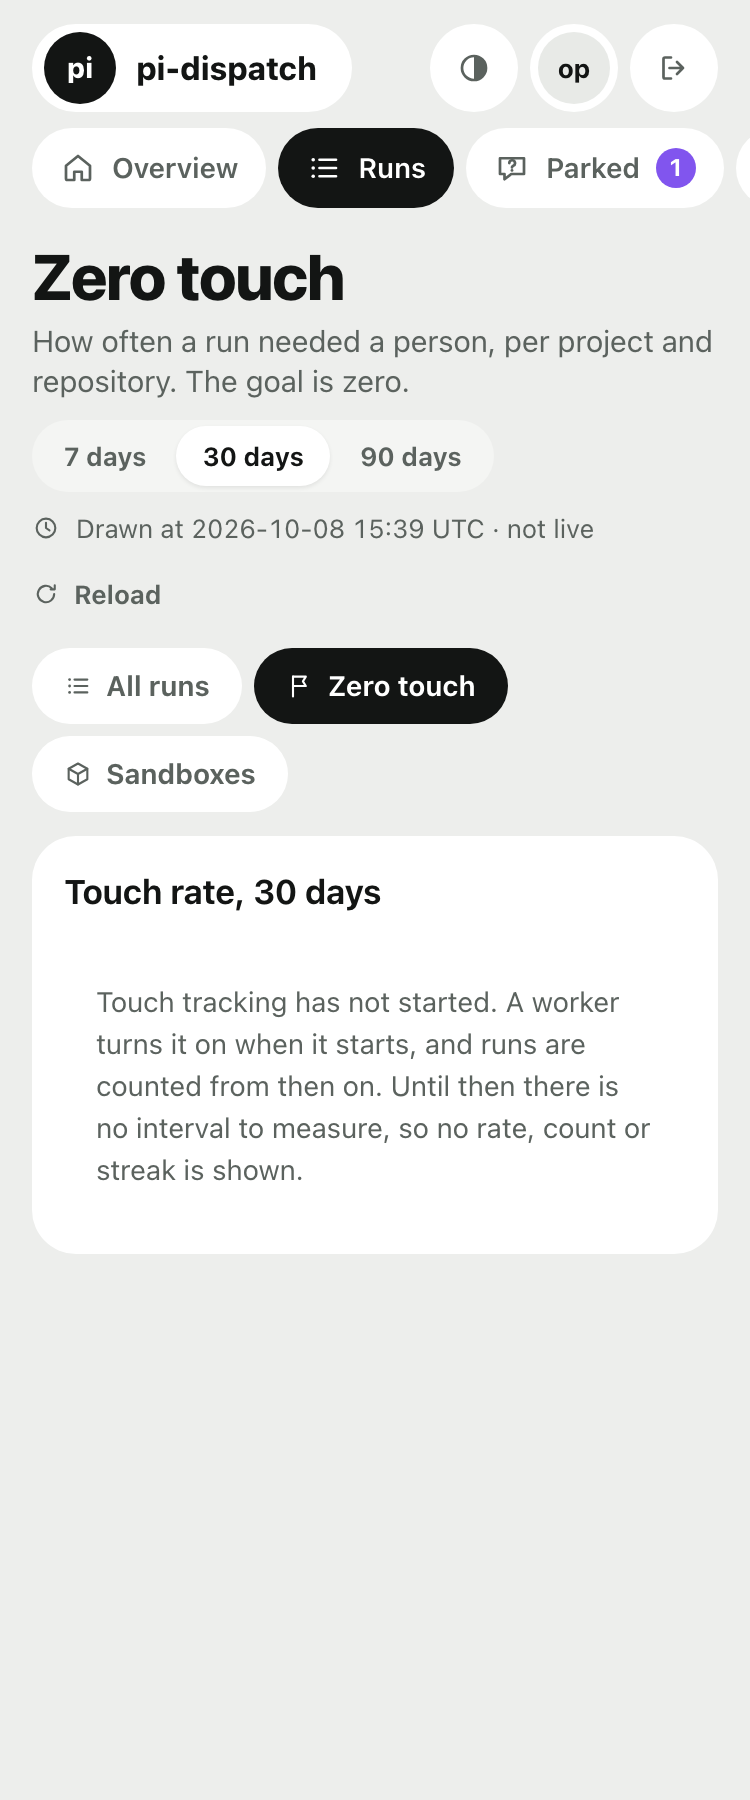 pi pi-dispatch op
Overview Runs Parked 1
Zero touch
How often a run needed a person, per project and
repository. The goal is zero.
7 days 30 days 90 days
Drawn at 2026-10-08 15:39 UTC · not live
Reload
All runs Zero touch
Sandboxes
Touch rate, 30 days
Touch tracking has not started. A worker
turns it on when it starts, and runs are
counted from then on. Until then there is
no interval to measure, so no rate, count or
streak is shown.